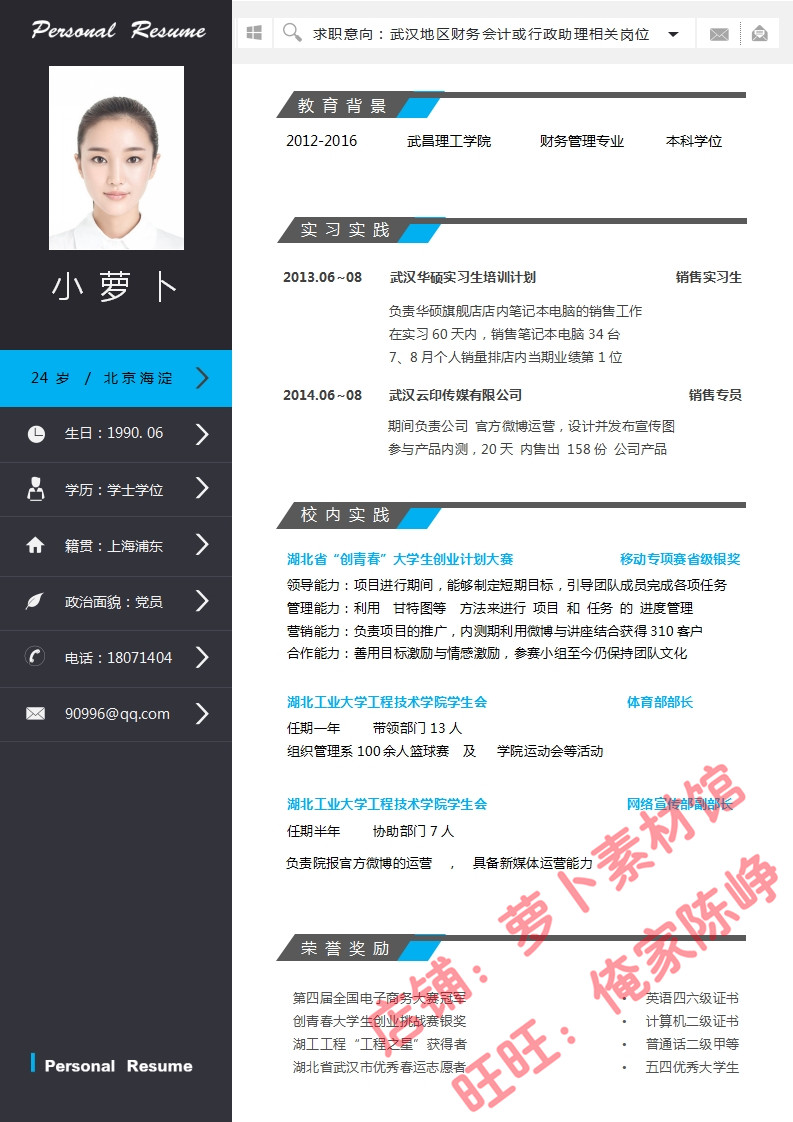 Personal Resume
小萝卜
24 岁 / 北京海淀
生日：1990. 06
学历：学士学位
籍贯：上海浦东
政治面貌：党员
电话：18071404
90996@qq.com
Personal Resume
求职意向：武汉地区财务会计或行政助理相关岗位
教育背景
2012-2016 武昌理工学院 财务管理专业 本科学位
实习实践
2013.06~08 武汉华硕实习生培训计划 销售实习生
负责华硕旗舰店店内笔记本电脑的销售工作
在实习 60 天内，销售笔记本电脑 34 台
7、8 月个人销量排店内当期业绩第 1 位
2014.06~08 武汉云印传媒有限公司 销售专员
期间负责公司 官方微博运营，设计并发布宣传图
参与产品内测，20 天 内售出 158 份 公司产品
校内实践
湖北省“创青春”大学生创业计划大赛 移动专项赛省级银奖
领导能力：项目进行期间，能够制定短期目标，引导团队成员完成各项任务
管理能力：利用 甘特图等 方法来进行 项目 和 任务 的 进度管理
营销能力：负责项目的推广，内测期利用微博与讲座结合获得 310 客户
合作能力：善用目标激励与情感激励，参赛小组至今仍保持团队文化
湖北工业大学工程技术学院学生会 体育部部长
任期一年 带领部门 13 人
组织管理系 100 余人篮球赛 及 学院运动会等活动
湖北工业大学工程技术学院学生会 网络宣传部副部长
任期半年 协助部门 7 人
负责院报官方微博的运营 ， 具备新媒体运营能力
荣誉奖励
第四届全国电子商务大赛冠军 • 英语四六级证书
创青春大学生创业挑战赛银奖 • 计算机二级证书
湖工工程“工程之星”获得者 • 普通话二级甲等
湖北省武汉市优秀春运志愿者 • 五四优秀大学生
店铺：萝卜素材馆
旺旺：俺家陈峥